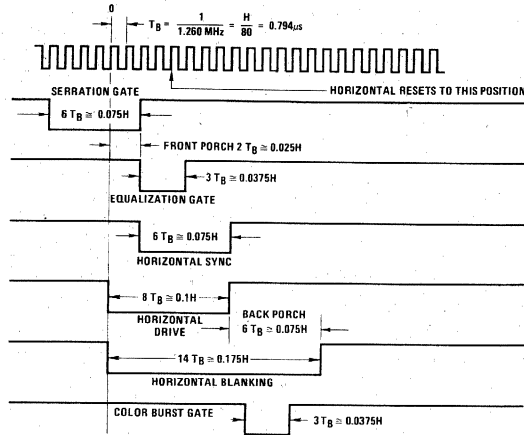 0
T_B = 1 / 1.260 MHz = H / 80 = 0.794μs
HORIZONTAL RESETS TO THIS POSITION
SERRATION GATE
6 T_B ≅ 0.075H
FRONT PORCH 2 T_B ≅ 0.025H
3 T_B ≅ 0.0375H
EQUALIZATION GATE
6 T_B ≅ 0.075H
HORIZONTAL SYNC
8 T_B ≅ 0.1H
HORIZONTAL
DRIVE
BACK PORCH
6 T_B ≅ 0.075H
14 T_B ≅ 0.175H
HORIZONTAL BLANKING
COLOR BURST GATE
3 T_B ≅ 0.0375H